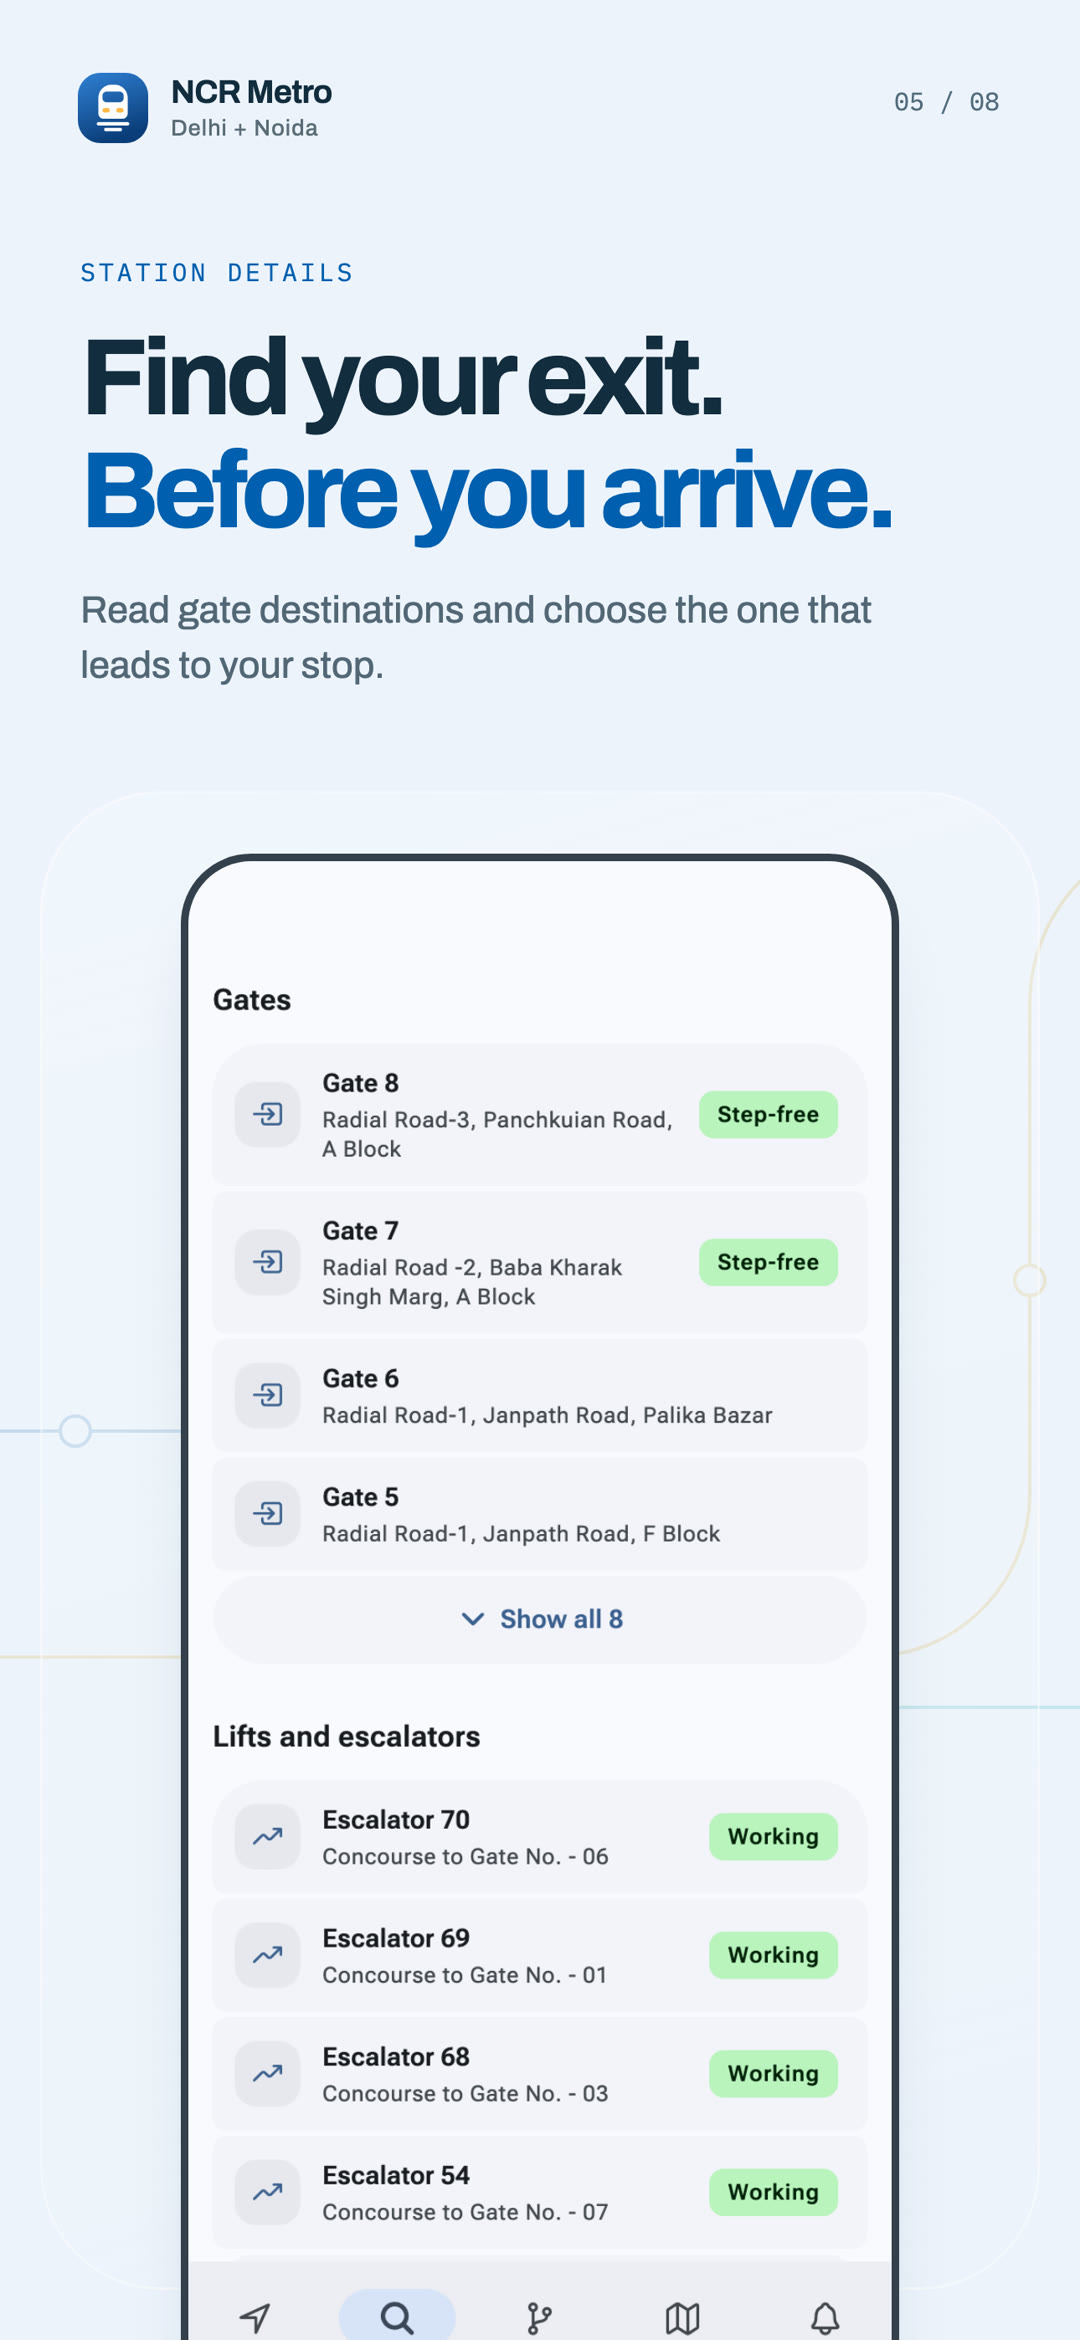 NCR Metro
Delhi + Noida
05 / 08
STATION DETAILS
Find your exit.
Before you arrive.
Read gate destinations and choose the one that
leads to your stop.
Gates
Gate 8
Radial Road-3, Panchkuian Road,
A Block
Step-free
Gate 7
Radial Road -2, Baba Kharak
Singh Marg, A Block
Step-free
Gate 6
Radial Road-1, Janpath Road, Palika Bazar
Gate 5
Radial Road-1, Janpath Road, F Block
Show all 8
Lifts and escalators
Escalator 70
Concourse to Gate No. - 06
Working
Escalator 69
Concourse to Gate No. - 01
Working
Escalator 68
Concourse to Gate No. - 03
Working
Escalator 54
Concourse to Gate No. - 07
Working